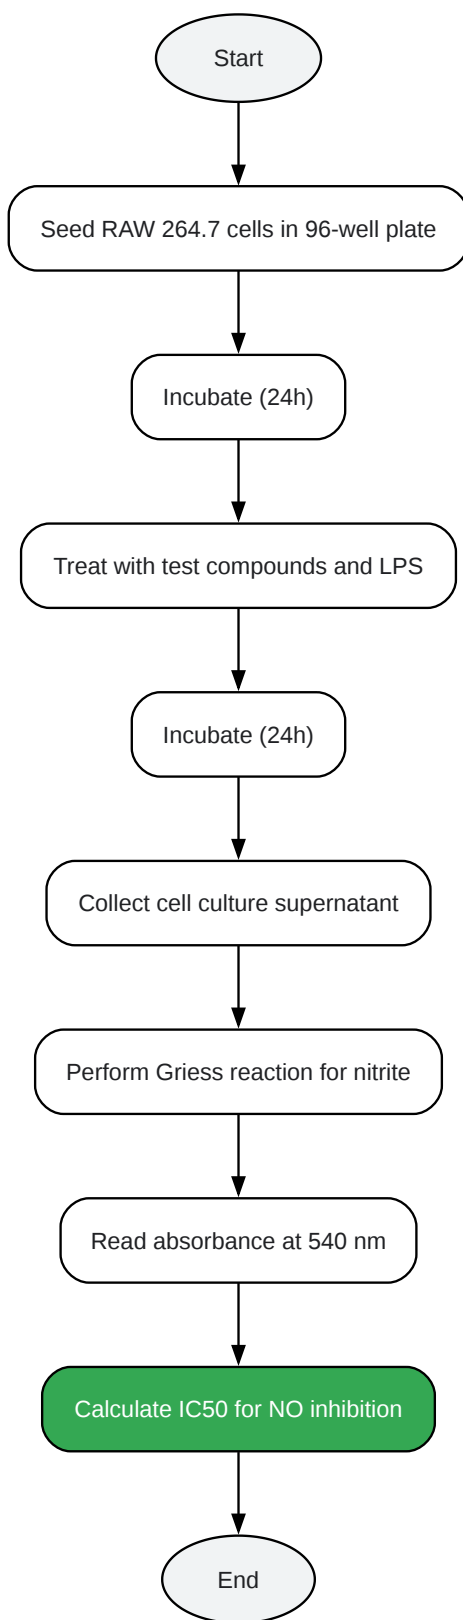 Start
Seed RAW 264.7 cells in 96-well plate
Incubate (24h)
Treat with test compounds and LPS
Incubate (24h)
Collect cell culture supernatant
Perform Griess reaction for nitrite
Read absorbance at 540 nm
Calculate IC50 for NO inhibition
End